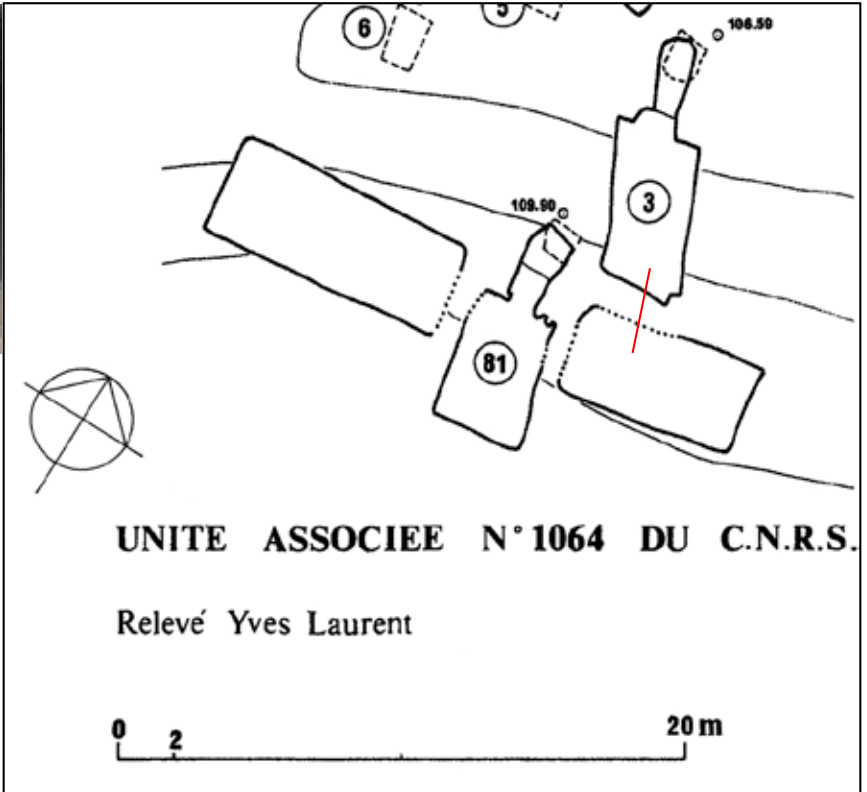 6
5
106.59
3
109.90
81
UNITE ASSOCIEE N° 1064 DU C.N.R.S.
Relevé Yves Laurent
0 2 20 m